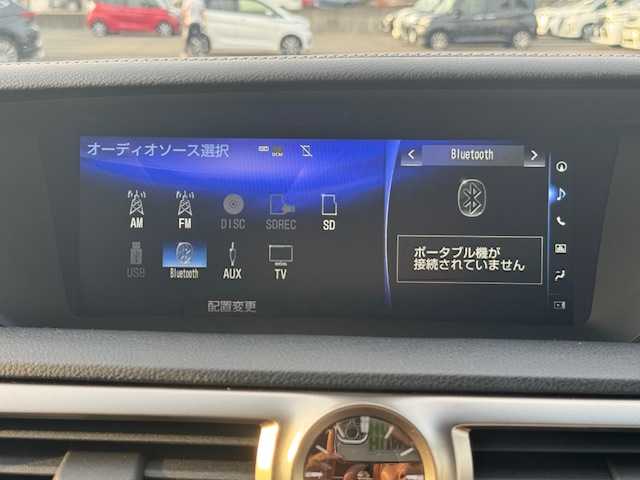 オーディオソース選択
DCM
Bluetooth
AM
FM
DISC
SDREC
SD
USB
Bluetooth
AUX
TV
ポータブル機が
接続されていません
配置変更